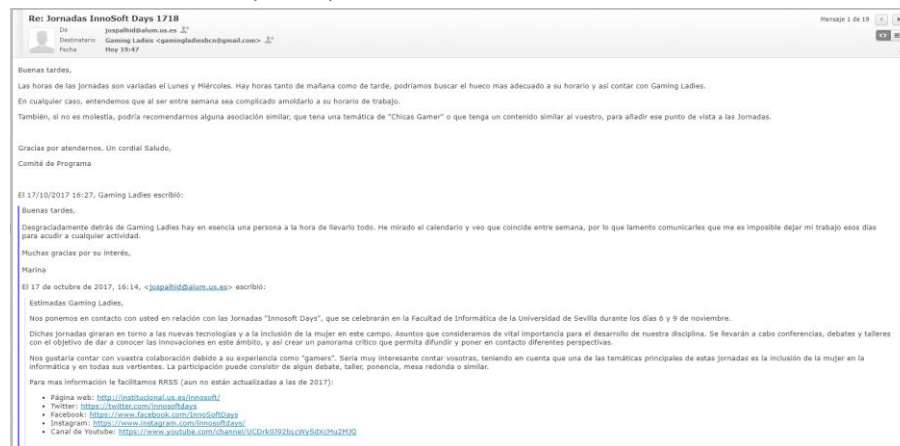 Re: Jornadas InnoSoft Days 1718
Mensaje 1 de 19
De jospalhid@alum.us.es
Destinatario Gaming Ladies <gamingladiesbcn@gmail.com>
Fecha Hoy 19:47
Buenas tardes,
Las horas de las jornadas son variadas el Lunes y Miércoles. Hay horas tanto de mañana como de tarde, podríamos buscar el hueco mas adecuado a su horario y así contar con Gaming Ladies.
En cualquier caso, entendemos que al ser entre semana sea complicado amoldarlo a su horario de trabajo.
También, si no es molestia, podría recomendarnos alguna asociación similar, que tena una temática de "Chicas Gamer" o que tenga un contenido similar al vuestro, para añadir ese punto de vista a las Jornadas.
Gracias por atendernos. Un cordial Saludo,
Comité de Programa
El 17/10/2017 16:27, Gaming Ladies escribió:
Buenas tardes,
Desgraciadamente detrás de Gaming Ladies hay en esencia una persona a la hora de llevarlo todo. He mirado el calendario y veo que coincide entre semana, por lo que lamento comunicarles que me es imposible dejar mi trabajo esos días
para acudir a cualquier actividad.
Muchas gracias por su interés,
Marina
El 17 de octubre de 2017, 16:14, <jospalhid@alum.us.es> escribió:
Estimadas Gaming Ladies,
Nos ponemos en contacto con usted en relación con las Jornadas "Innosoft Days", que se celebrarán en la Facultad de Informática de la Universidad de Sevilla durante los días 6 y 9 de noviembre.
Dichas jornadas giraran en torno a las nuevas tecnologías y a la inclusión de la mujer en este campo. Asuntos que consideramos de vital importancia para el desarrollo de nuestra disciplina. Se llevarán a cabo conferencias, debates y talleres
con el objetivo de dar a conocer las innovaciones en este ámbito, y así crear un panorama crítico que permita difundir y poner en contacto diferentes perspectivas.
Nos gustaría contar con vuestra colaboración debido a su experiencia como "gamers". Sería muy interesante contar vosotras, teniendo en cuenta que una de las temáticas principales de estas jornadas es la inclusión de la mujer en la
informática y en todas sus vertientes. La participación puede consistir de algún debate, taller, ponencia, mesa redonda o similar.
Para mas información le facilitamos RRSS (aun no están actualizadas a las de 2017):
• Página web: http://institucional.us.es/innosoft/
• Twitter: https://twitter.com/innosoftdays
• Facebook: https://www.facebook.com/InnoSoftDays
• Instagram: https://www.instagram.com/innosoftdays/
• Canal de Youtube: